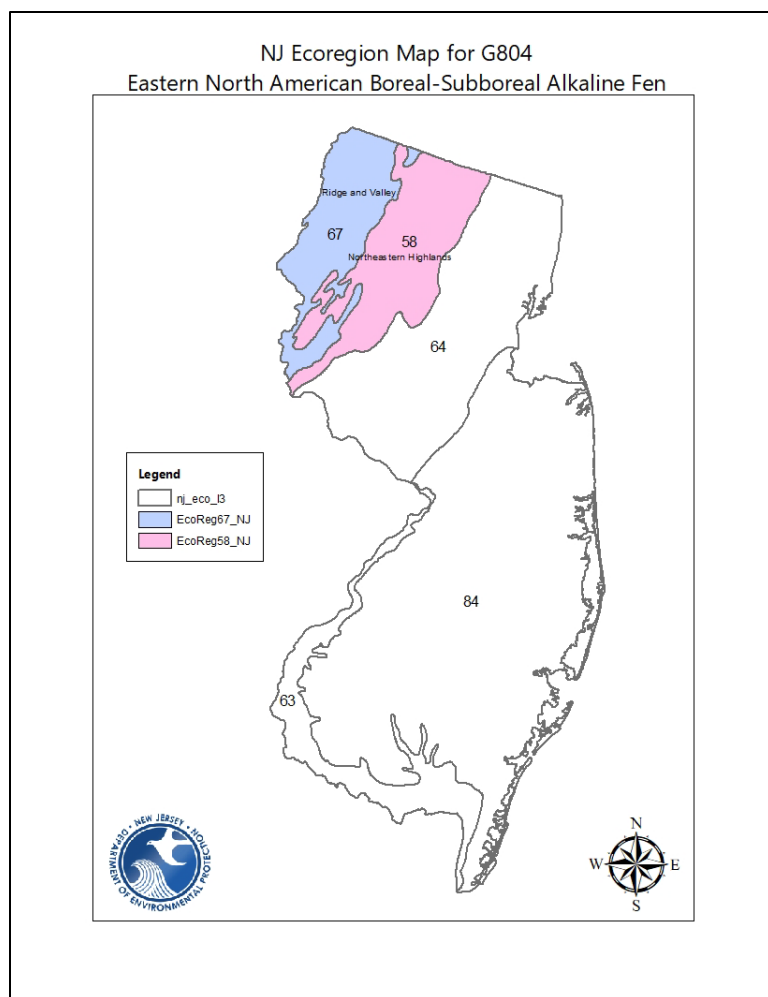 NJ Ecoregion Map for G804
Eastern North American Boreal-Subboreal Alkaline Fen
Ridge and Valley
67
58
Northeastern Highlands
64
Legend
nj_eco_l3
EcoReg67_NJ
EcoReg58_NJ
84
63
NEW JERSEY
DEPARTMENT OF ENVIRONMENTAL PROTECTION
N
W
E
S